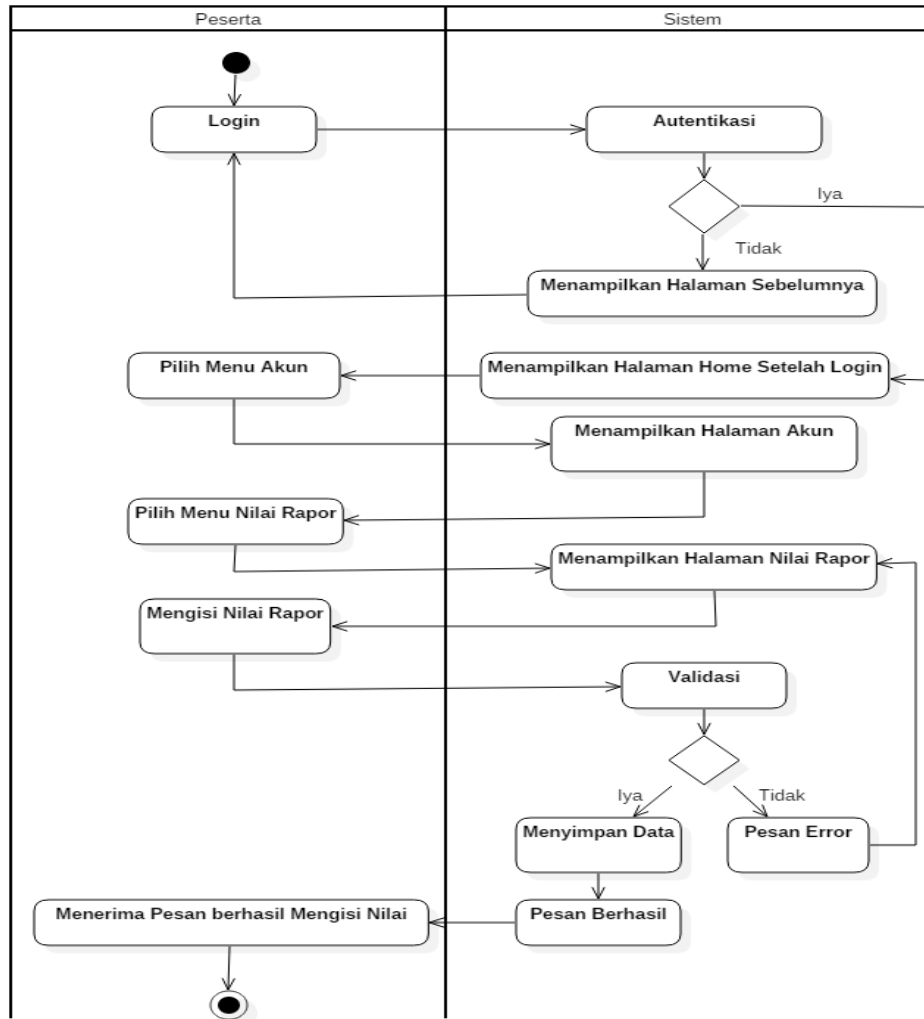 Peserta
Sistem
Login
Autentikasi
Iya
Tidak
Menampilkan Halaman Sebelumnya
Pilih Menu Akun
Menampilkan Halaman Home Setelah Login
Menampilkan Halaman Akun
Pilih Menu Nilai Rapor
Menampilkan Halaman Nilai Rapor
Mengisi Nilai Rapor
Validasi
Iya
Tidak
Menyimpan Data
Pesan Error
Menerima Pesan berhasil Mengisi Nilai
Pesan Berhasil